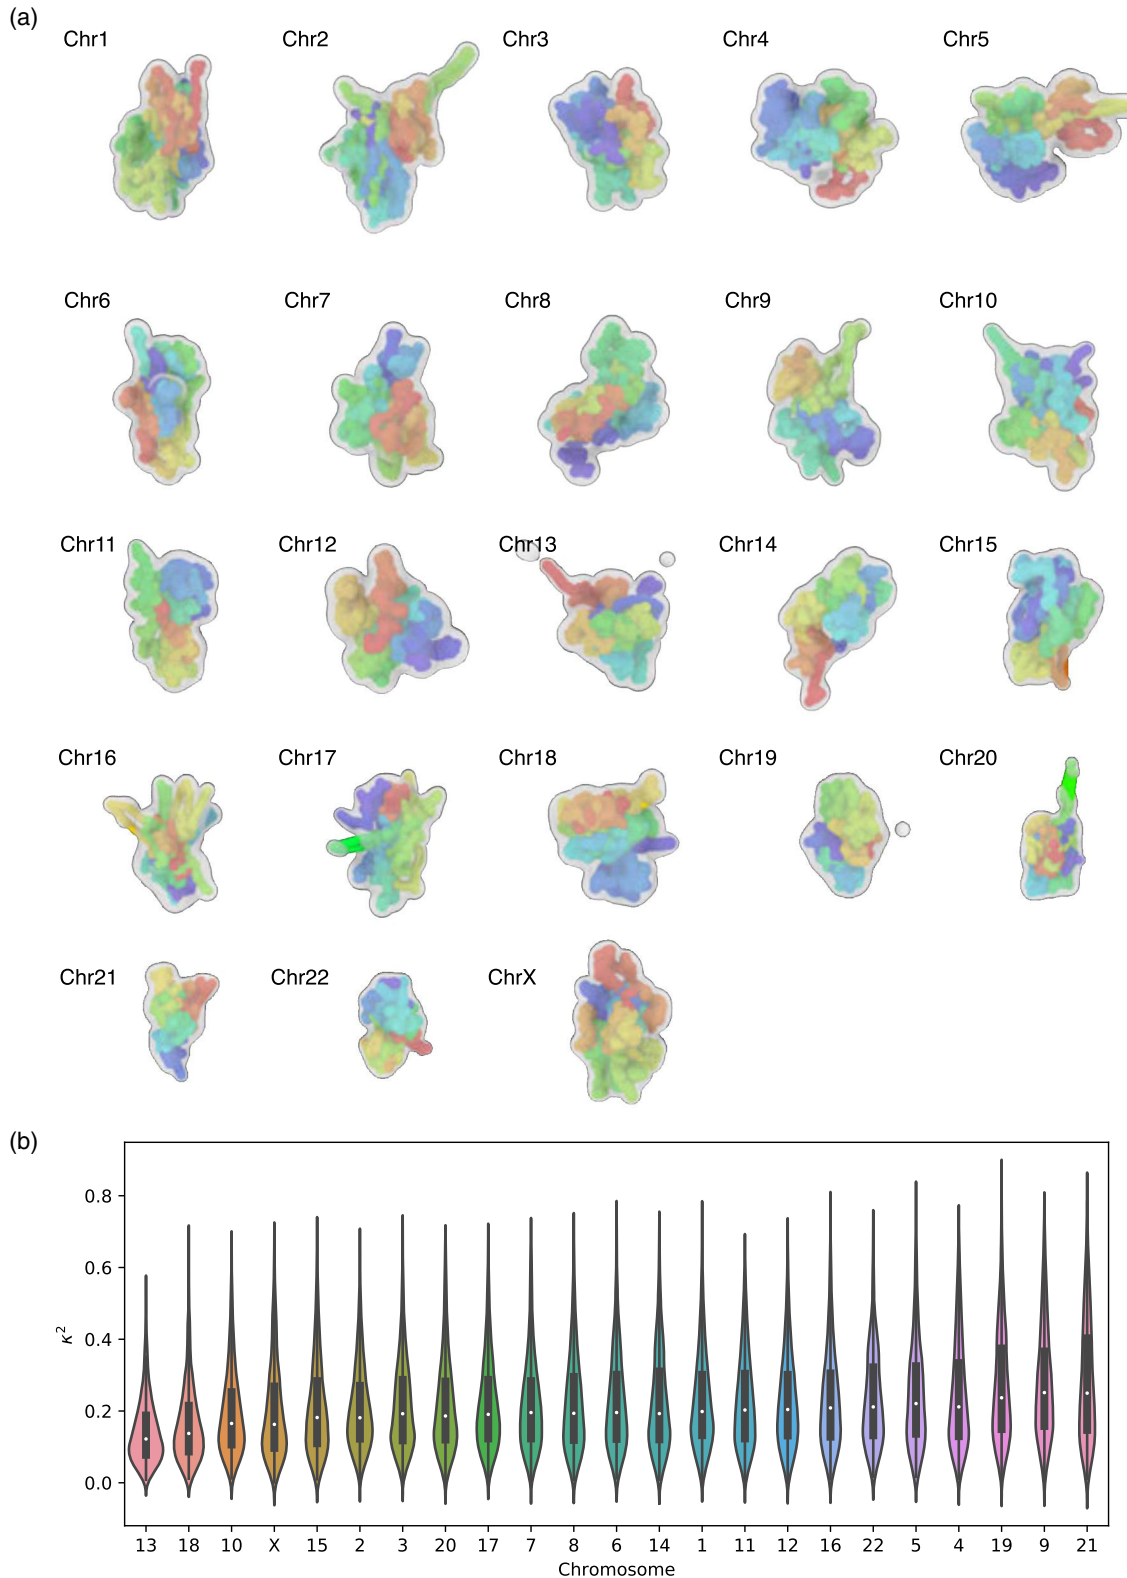 (a)
Chr1 Chr2 Chr3 Chr4 Chr5
Chr6 Chr7 Chr8 Chr9 Chr10
Chr11 Chr12 Chr13 Chr14 Chr15
Chr16 Chr17 Chr18 Chr19 Chr20
Chr21 Chr22 ChrX
(b)
0.8
0.6
0.4
0.2
0.0
κ²
13 18 10 X 15 2 3 20 17 7 8 6 14 1 11 12 16 22 5 4 19 9 21
Chromosome